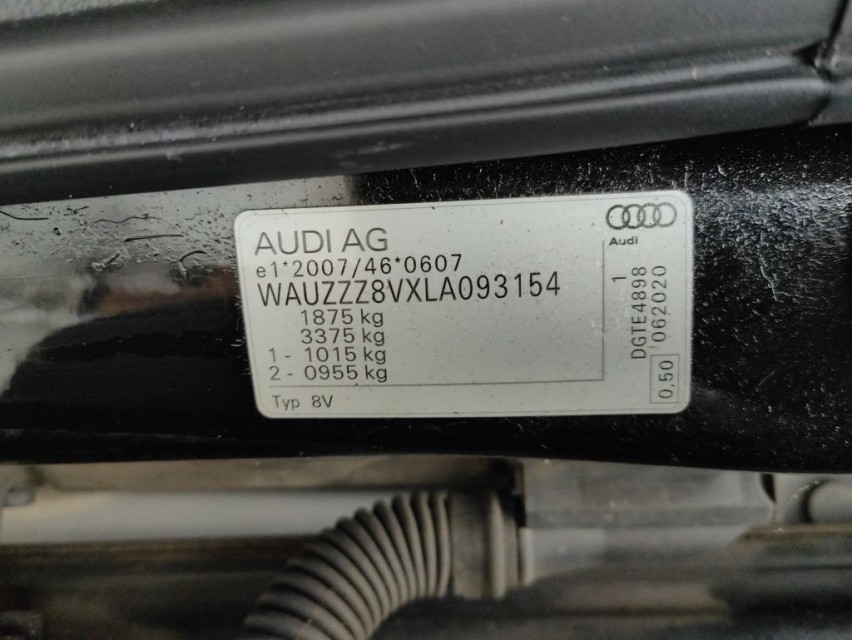 AUDI AG
e1*2007/46*0607
WAUZZZ8VXLA093154
1875 kg
3375 kg
1 - 1015 kg
2 - 0955 kg
Typ 8V
Audi
1
DGTE4898
062020
0,50